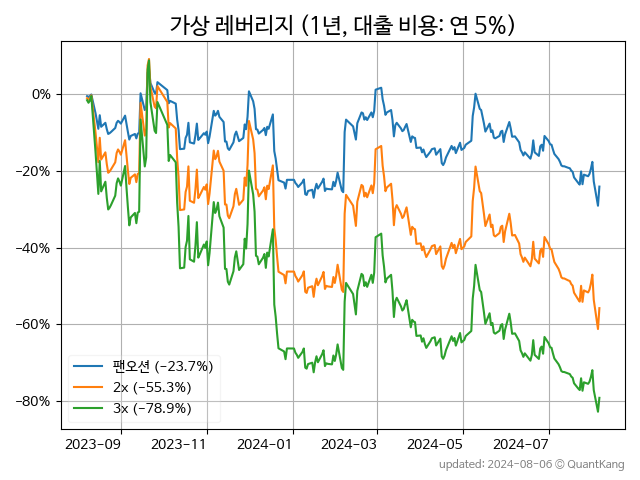 가상 레버리지 (1년, 대출 비용: 연 5%)
0%
−20%
−40%
−60%
−80%
팬오션 (−23.7%)
2x (−55.3%)
3x (−78.9%)
2023-09 2023-11 2024-01 2024-03 2024-05 2024-07
updated: 2024-08-06 © QuantKang